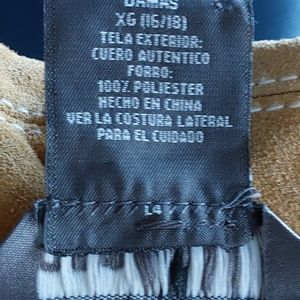 DAMAS
XG (16/18)
TELA EXTERIOR:
CUERO AUTENTICO
FORRO:
100% POLIESTER
HECHO EN CHINA
VER LA COSTURA LATERAL
PARA EL CUIDADO
L4